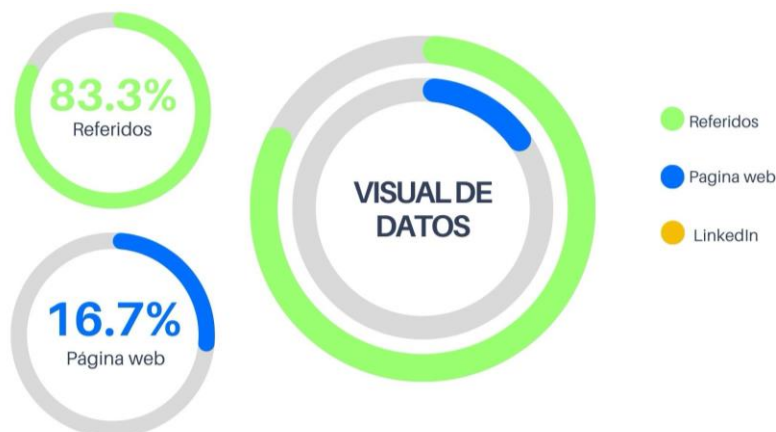 83.3%
Referidos
16.7%
Página web
VISUAL DE
DATOS
Referidos
Pagina web
LinkedIn